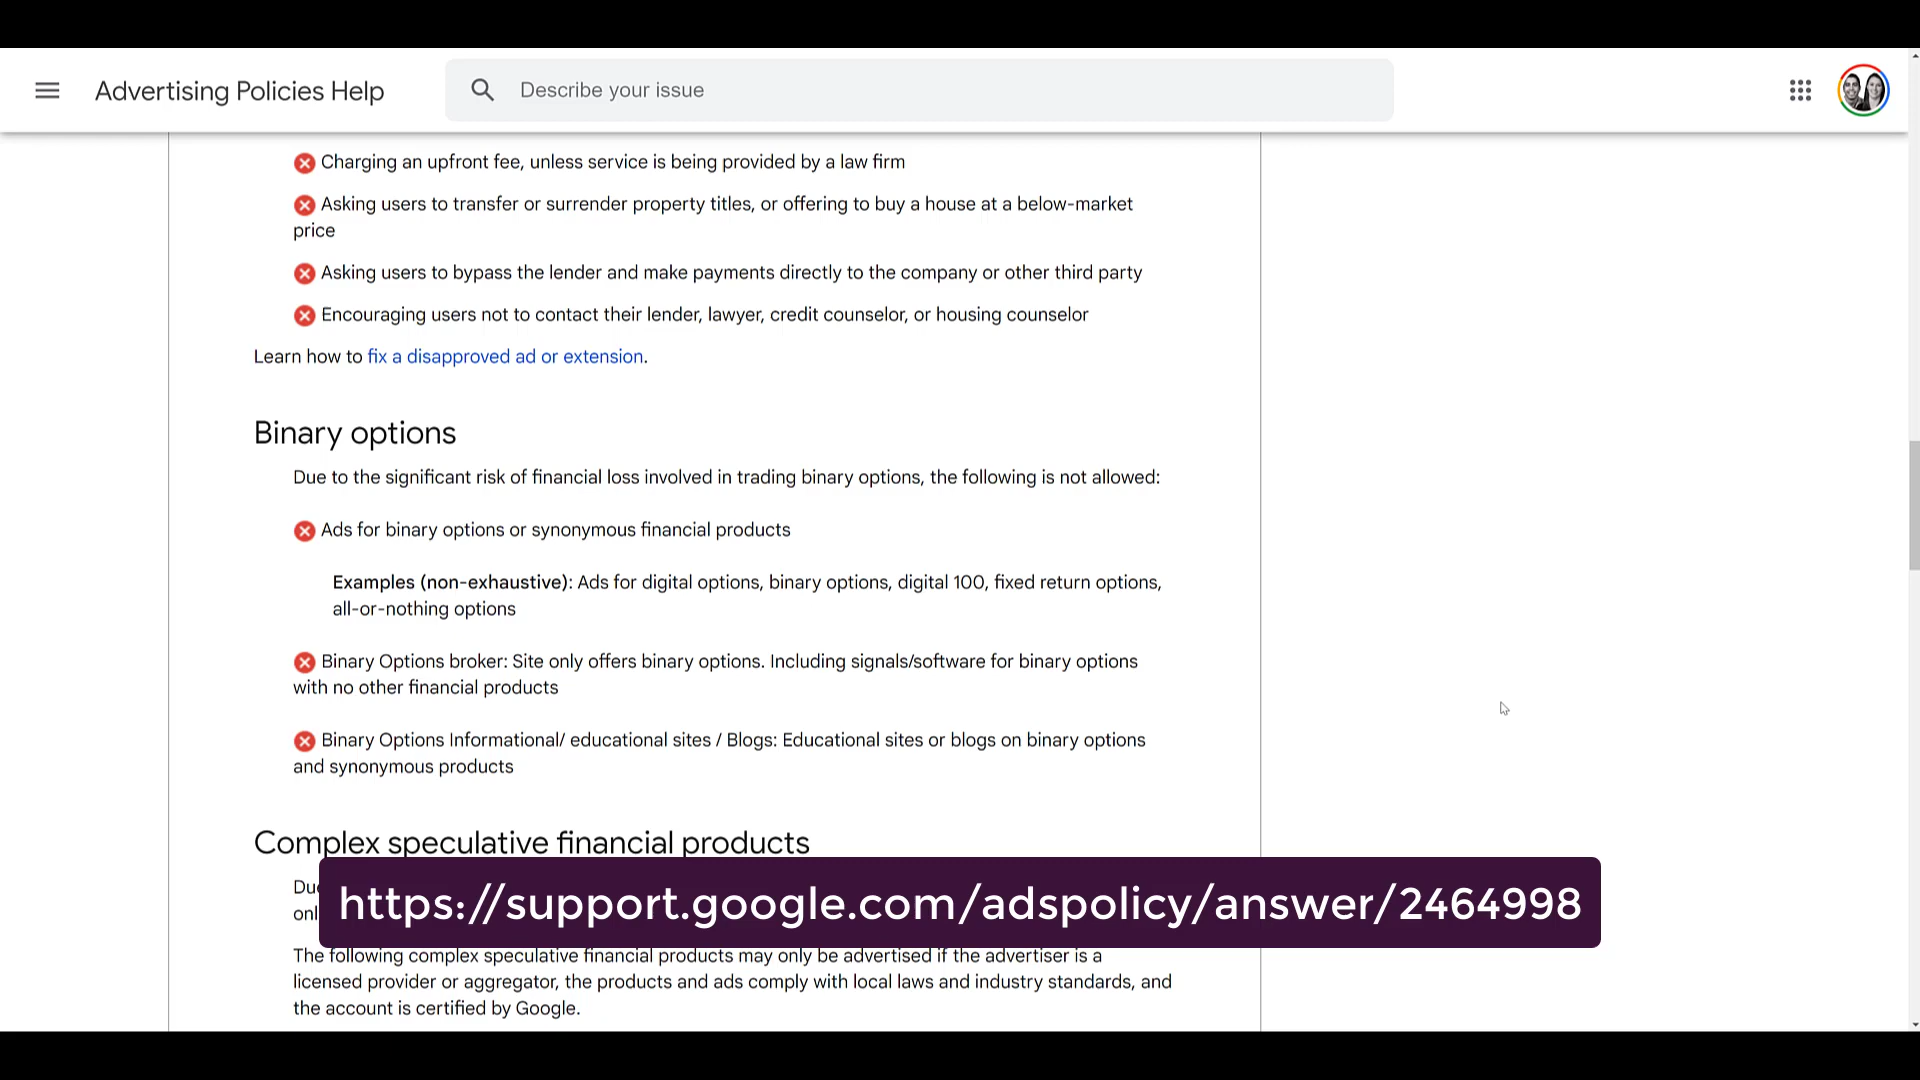 Advertising Policies Help
Describe your issue
Charging an upfront fee, unless service is being provided by a law firm
Asking users to transfer or surrender property titles, or offering to buy a house at a below-market
price
Asking users to bypass the lender and make payments directly to the company or other third party
Encouraging users not to contact their lender, lawyer, credit counselor, or housing counselor
Learn how to fix a disapproved ad or extension.
Binary options
Due to the significant risk of financial loss involved in trading binary options, the following is not allowed:
Ads for binary options or synonymous financial products
Examples (non-exhaustive): Ads for digital options, binary options, digital 100, fixed return options,
all-or-nothing options
Binary Options broker: Site only offers binary options. Including signals/software for binary options
with no other financial products
Binary Options Informational/ educational sites / Blogs: Educational sites or blogs on binary options
and synonymous products
Complex speculative financial products
https://support.google.com/adspolicy/answer/2464998
The following complex speculative financial products may only be advertised if the advertiser is a
licensed provider or aggregator, the products and ads comply with local laws and industry standards, and
the account is certified by Google.